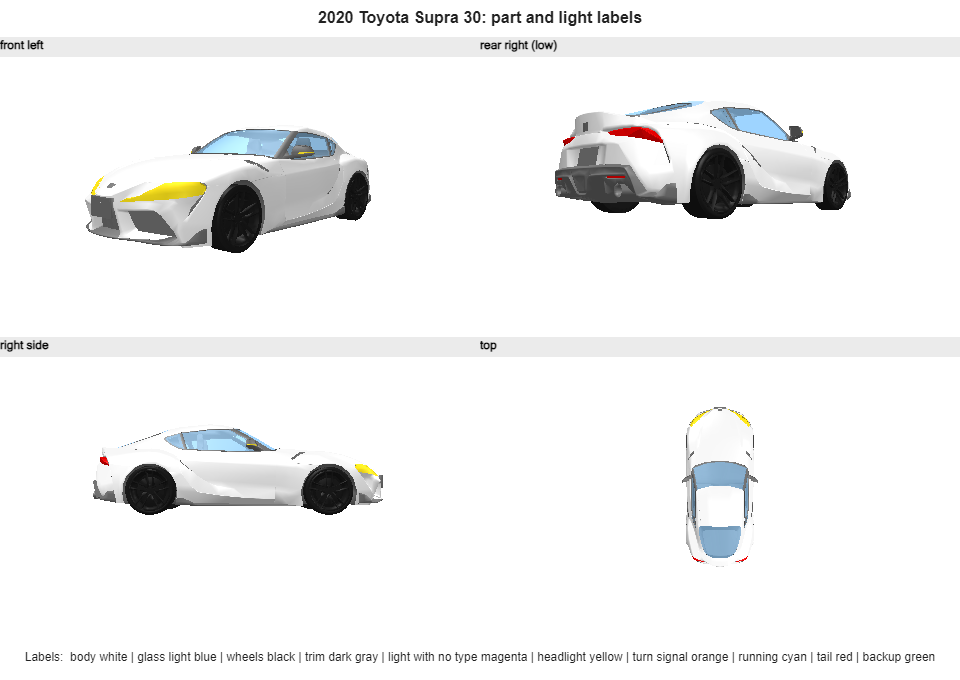 2020 Toyota Supra 30: part and light labels
front left
rear right (low)
right side
top
Labels:  body white | glass light blue | wheels black | trim dark gray | light with no type magenta | headlight yellow | turn signal orange | running cyan | tail red | backup green